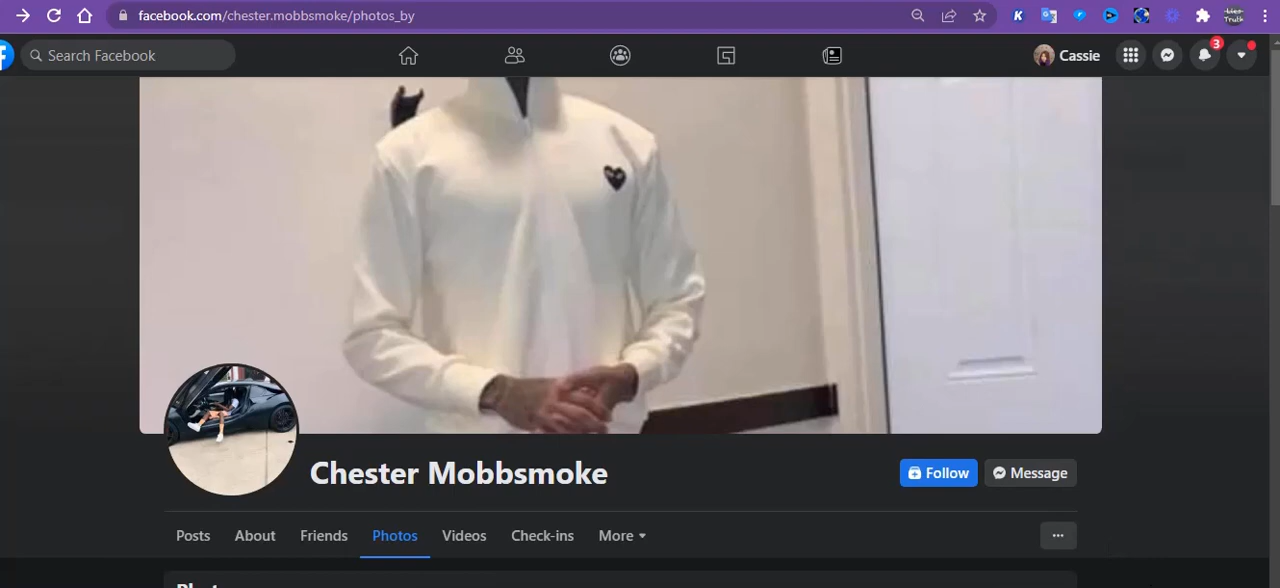 facebook.com/chester.mobbsmoke/photos_by
Search Facebook
Cassie
3
Chester Mobbsmoke
Follow
Message
Posts
About
Friends
Photos
Videos
Check-ins
More